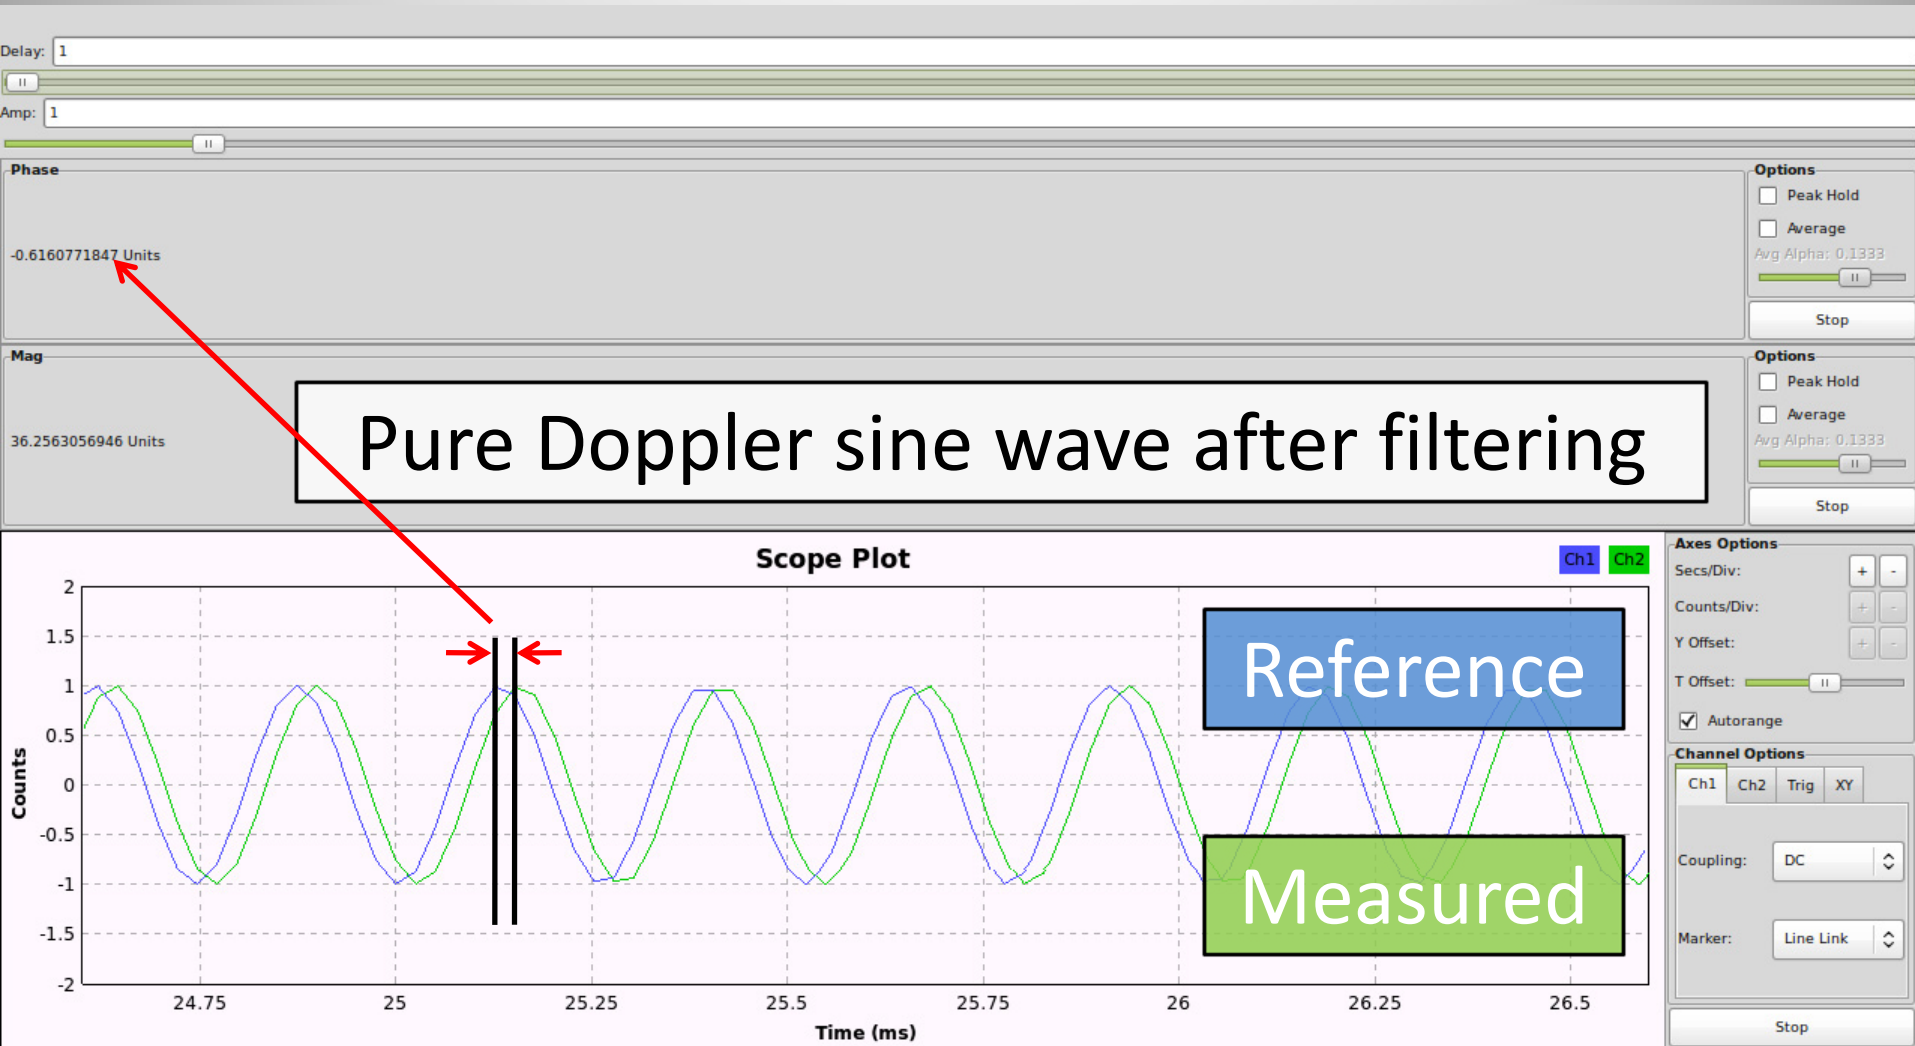 Delay: 1
Amp: 1
Phase
-0.6160771847 Units
Options
Peak Hold
Average
Avg Alpha: 0.1333
Stop
Mag
36.2563056946 Units
Options
Peak Hold
Average
Avg Alpha: 0.1333
Stop
Pure Doppler sine wave after filtering
Scope Plot
Ch1 Ch2
2
1.5
1
0.5
0
-0.5
-1
-1.5
-2
Counts
24.75 25 25.25 25.5 25.75 26 26.25 26.5
Time (ms)
Reference
Measured
Axes Options
Secs/Div: + -
Counts/Div: + -
Y Offset: + -
T Offset:
Autorange
Channel Options
Ch1 Ch2 Trig XY
Coupling: DC
Marker: Line Link
Stop